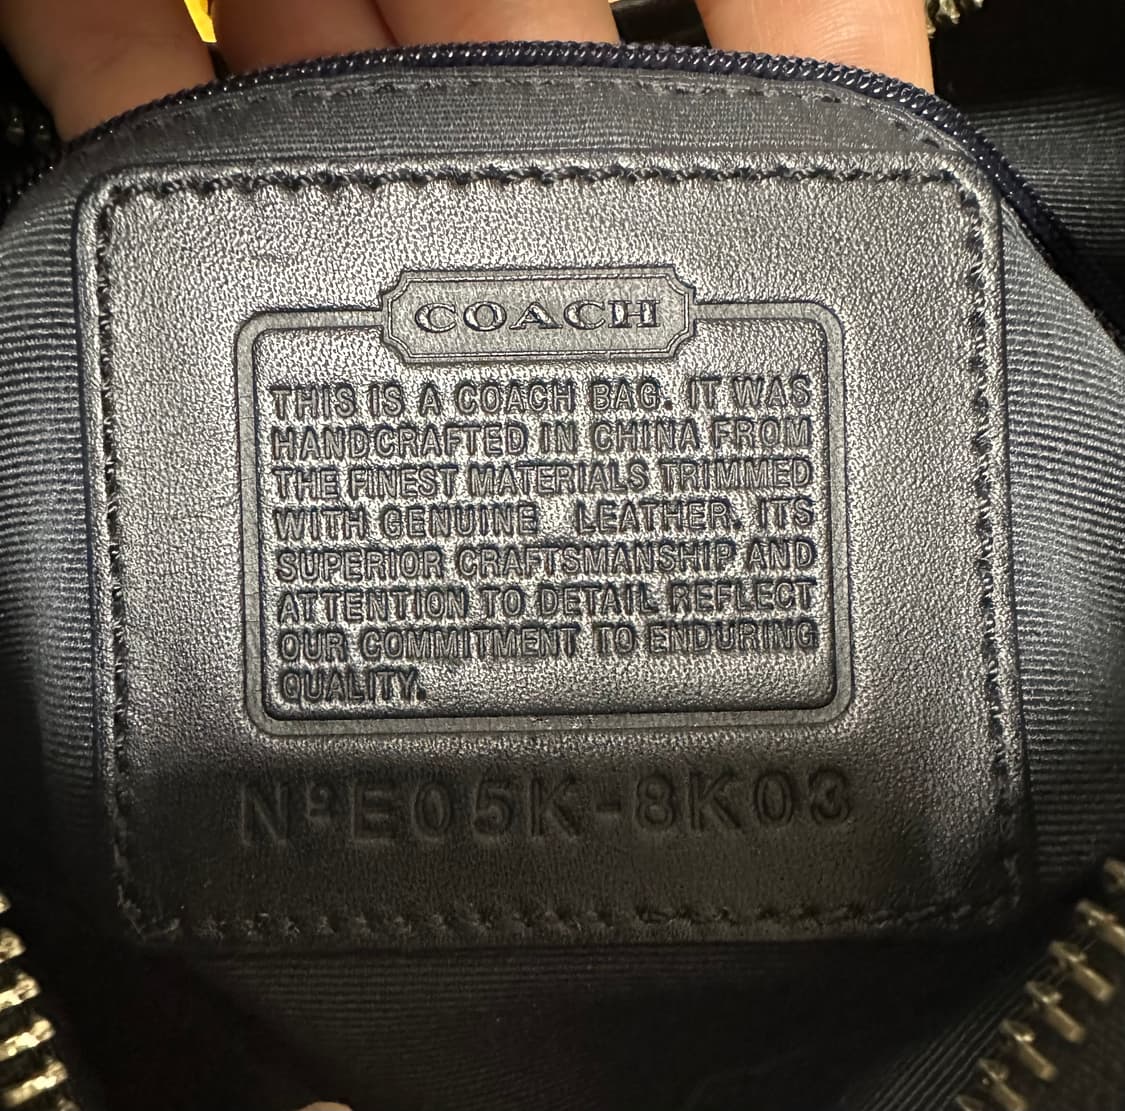 COACH
THIS IS A COACH BAG. IT WAS
HANDCRAFTED IN CHINA FROM
THE FINEST MATERIALS TRIMMED
WITH GENUINE LEATHER. ITS
SUPERIOR CRAFTSMANSHIP AND
ATTENTION TO DETAIL REFLECT
OUR COMMITMENT TO ENDURING
QUALITY.
Nº E05K-8K03